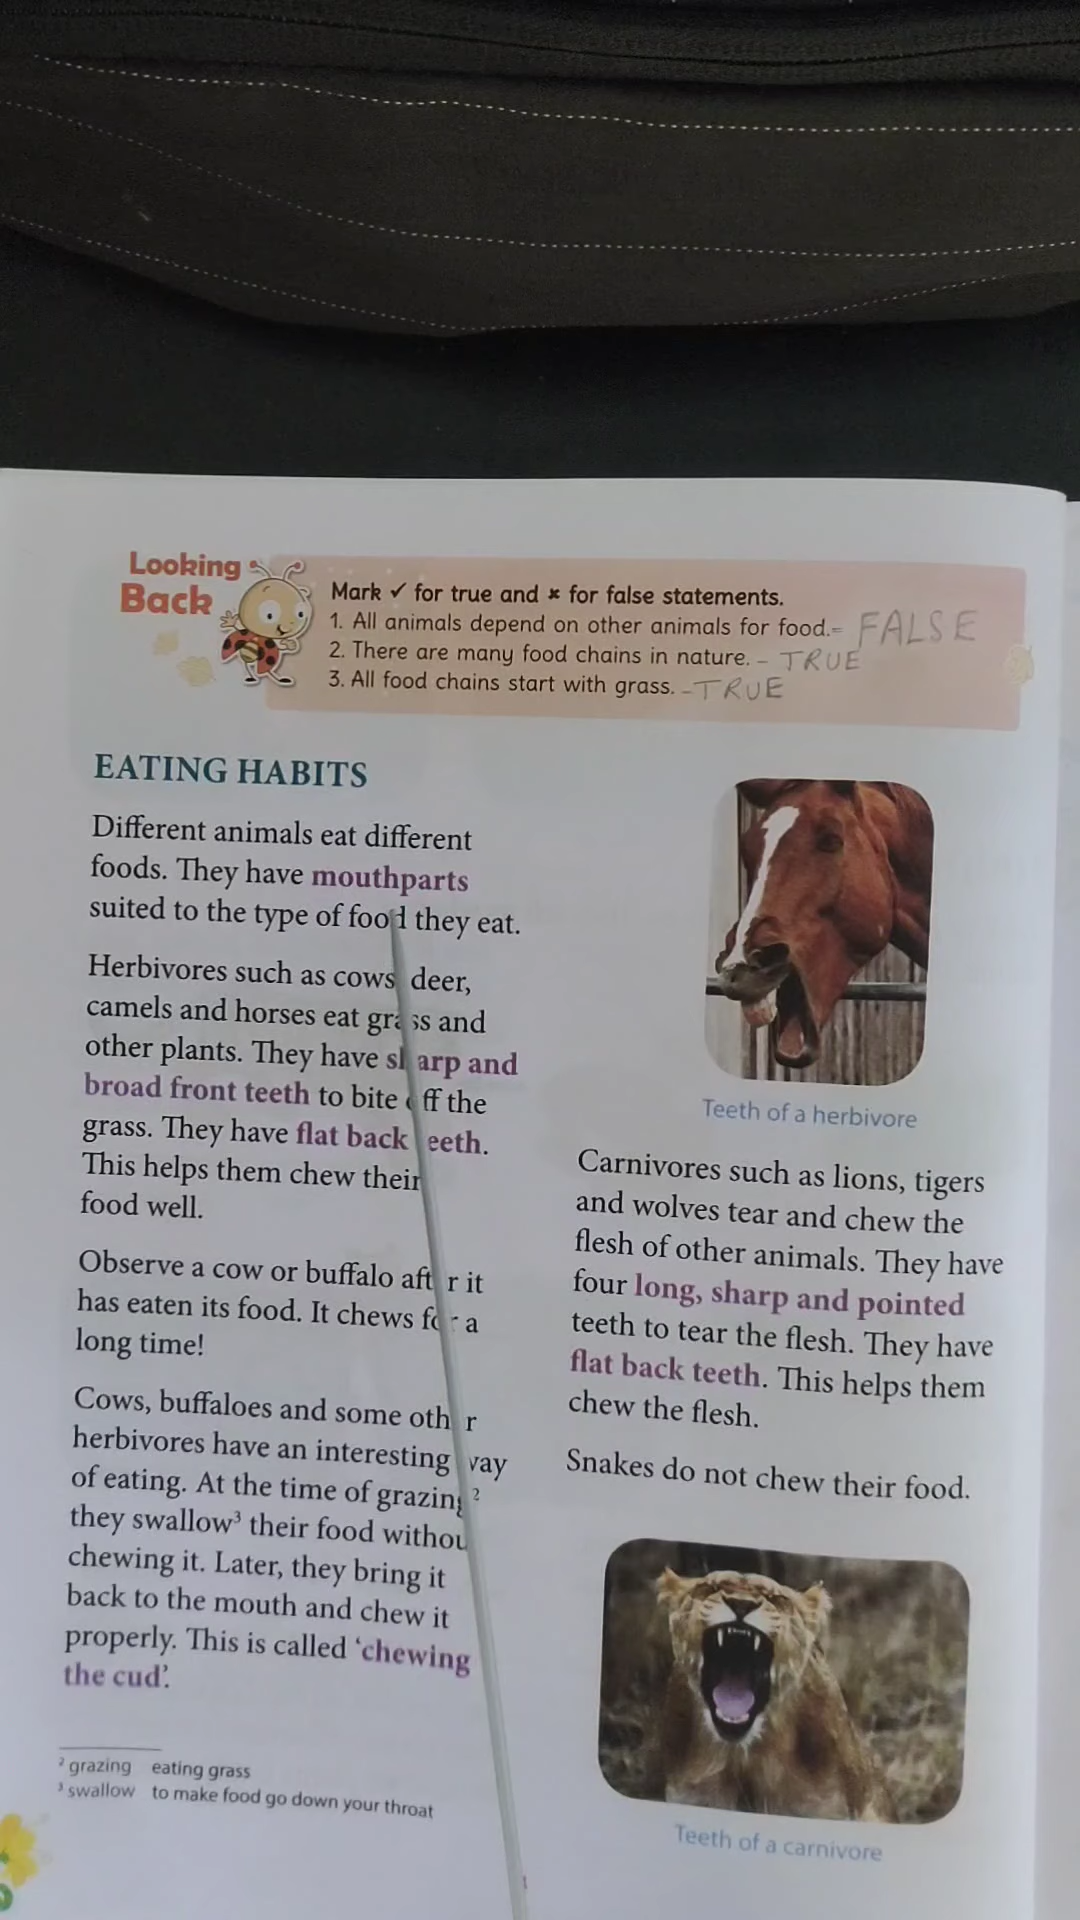 Looking
Back
Mark ✓ for true and ✗ for false statements.
1. All animals depend on other animals for food.- FALSE
2. There are many food chains in nature. - TRUE
3. All food chains start with grass. - TRUE
EATING HABITS
Different animals eat different
foods. They have mouthparts
suited to the type of food they eat.
Herbivores such as cows, deer,
camels and horses eat grass and
other plants. They have sharp and
broad front teeth to bite off the
grass. They have flat back teeth.
This helps them chew their
food well.
Observe a cow or buffalo after it
has eaten its food. It chews for a
long time!
Cows, buffaloes and some other
herbivores have an interesting way
of eating. At the time of grazing²
they swallow³ their food without
chewing it. Later, they bring it
back to the mouth and chew it
properly. This is called ‘chewing
the cud’.
² grazing eating grass
³ swallow to make food go down your throat
Teeth of a herbivore
Carnivores such as lions, tigers
and wolves tear and chew the
flesh of other animals. They have
four long, sharp and pointed
teeth to tear the flesh. They have
flat back teeth. This helps them
chew the flesh.
Snakes do not chew their food.
Teeth of a carnivore